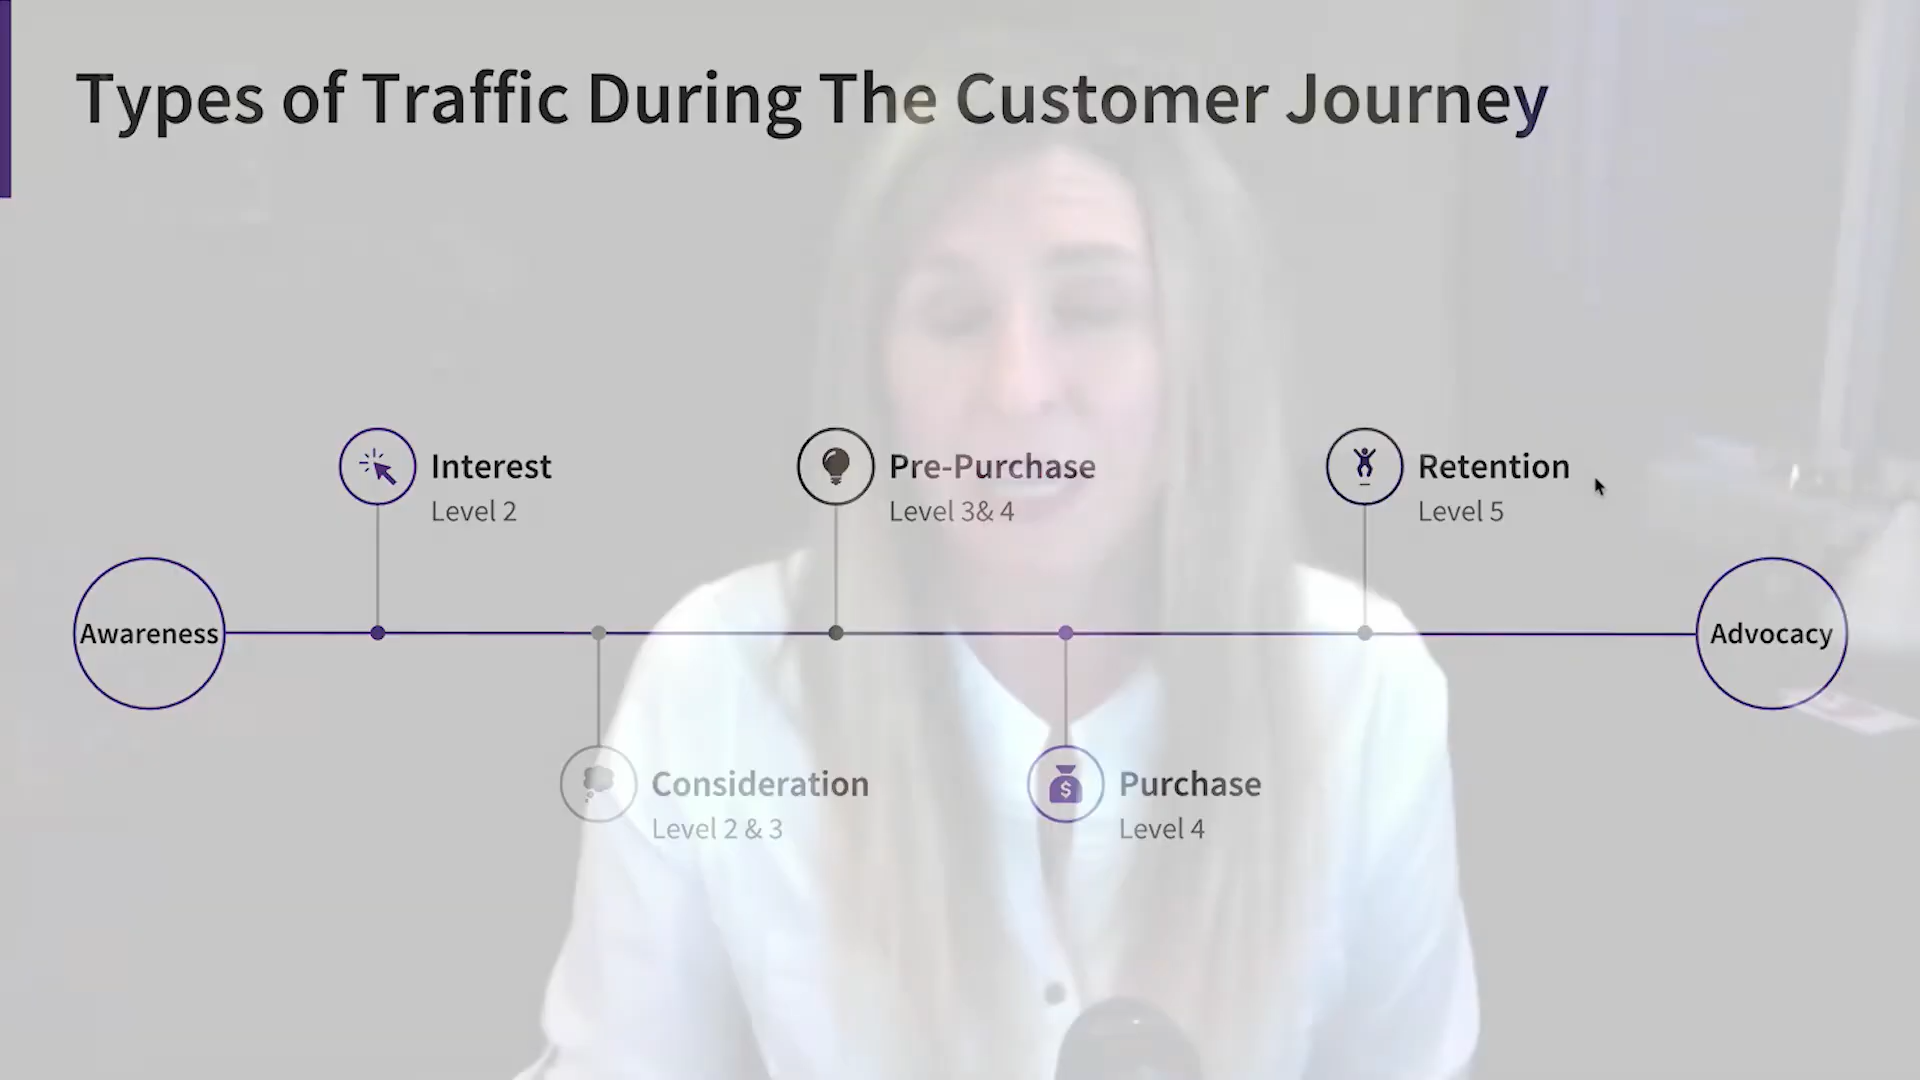 Types of Traffic During The Customer Journey
Interest
Level 2
Pre-Purchase
Level 3& 4
Retention
Level 5
Awareness
Advocacy
Consideration
Level 2 & 3
Purchase
Level 4
$